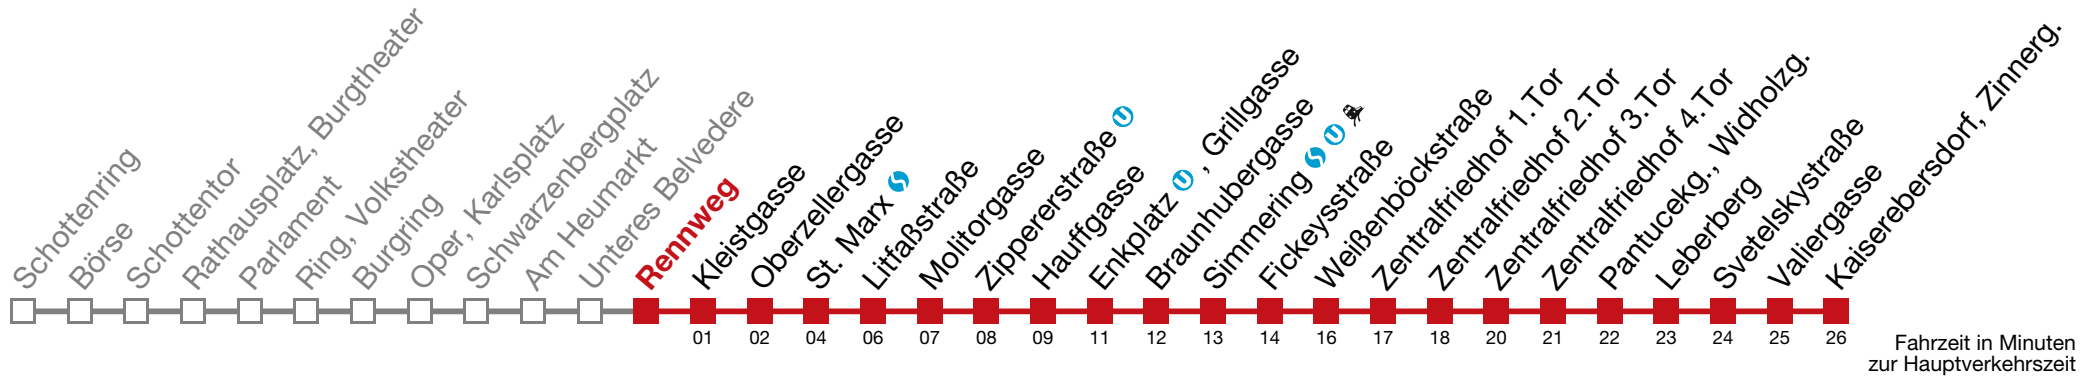 Schottenring
Börse
Schottentor
Rathausplatz, Burgtheater
Parlament
Ring, Volkstheater
Burgring
Oper, Karlsplatz
Schwarzenbergplatz
Am Heumarkt
Unteres Belvedere
Rennweg
Kleistgasse
Oberzellergasse
St. Marx S
Litfaßstraße
Molitorgasse
Zippererstraße U
Hauffgasse
Enkplatz U , Grillgasse
Braunhubergasse
Simmering S U
Fickeysstraße
Weißenböckstraße
Zentralfriedhof 1.Tor
Zentralfriedhof 2.Tor
Zentralfriedhof 3.Tor
Zentralfriedhof 4.Tor
Pantucekg., Widholzg.
Leberberg
Svetelskystraße
Valiergasse
Kaiserebersdorf, Zinnerg.
01 02 04 06 07 08 09 11 12 13 14 16 17 18 20 21 22 23 24 25 26
Fahrzeit in Minuten
zur Hauptverkehrszeit